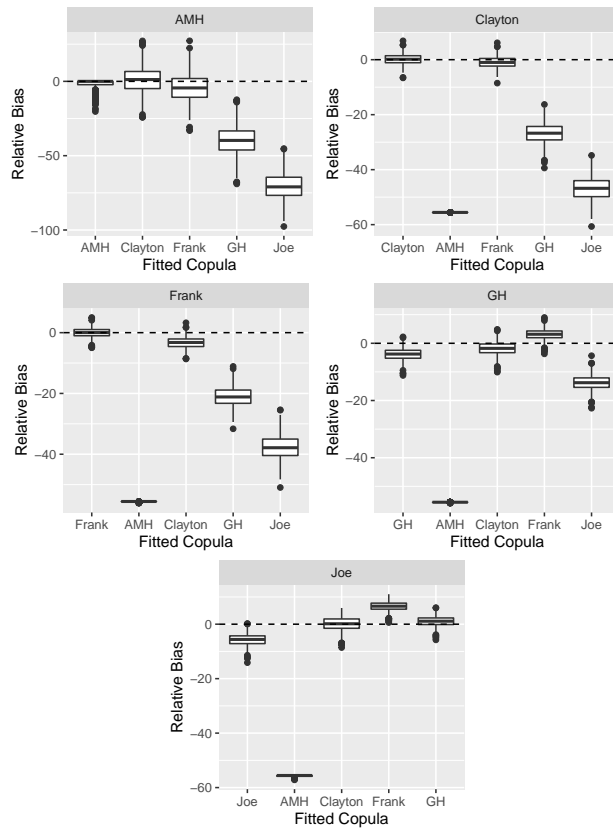 AMH
Relative Bias
0
−50
−100
AMH Clayton Frank GH Joe
Fitted Copula
Clayton
Relative Bias
0
−20
−40
−60
Clayton AMH Frank GH Joe
Fitted Copula
Frank
Relative Bias
0
−20
−40
Frank AMH Clayton GH Joe
Fitted Copula
GH
Relative Bias
0
−20
−40
GH AMH Clayton Frank Joe
Fitted Copula
Joe
Relative Bias
0
−20
−40
−60
Joe AMH Clayton Frank GH
Fitted Copula